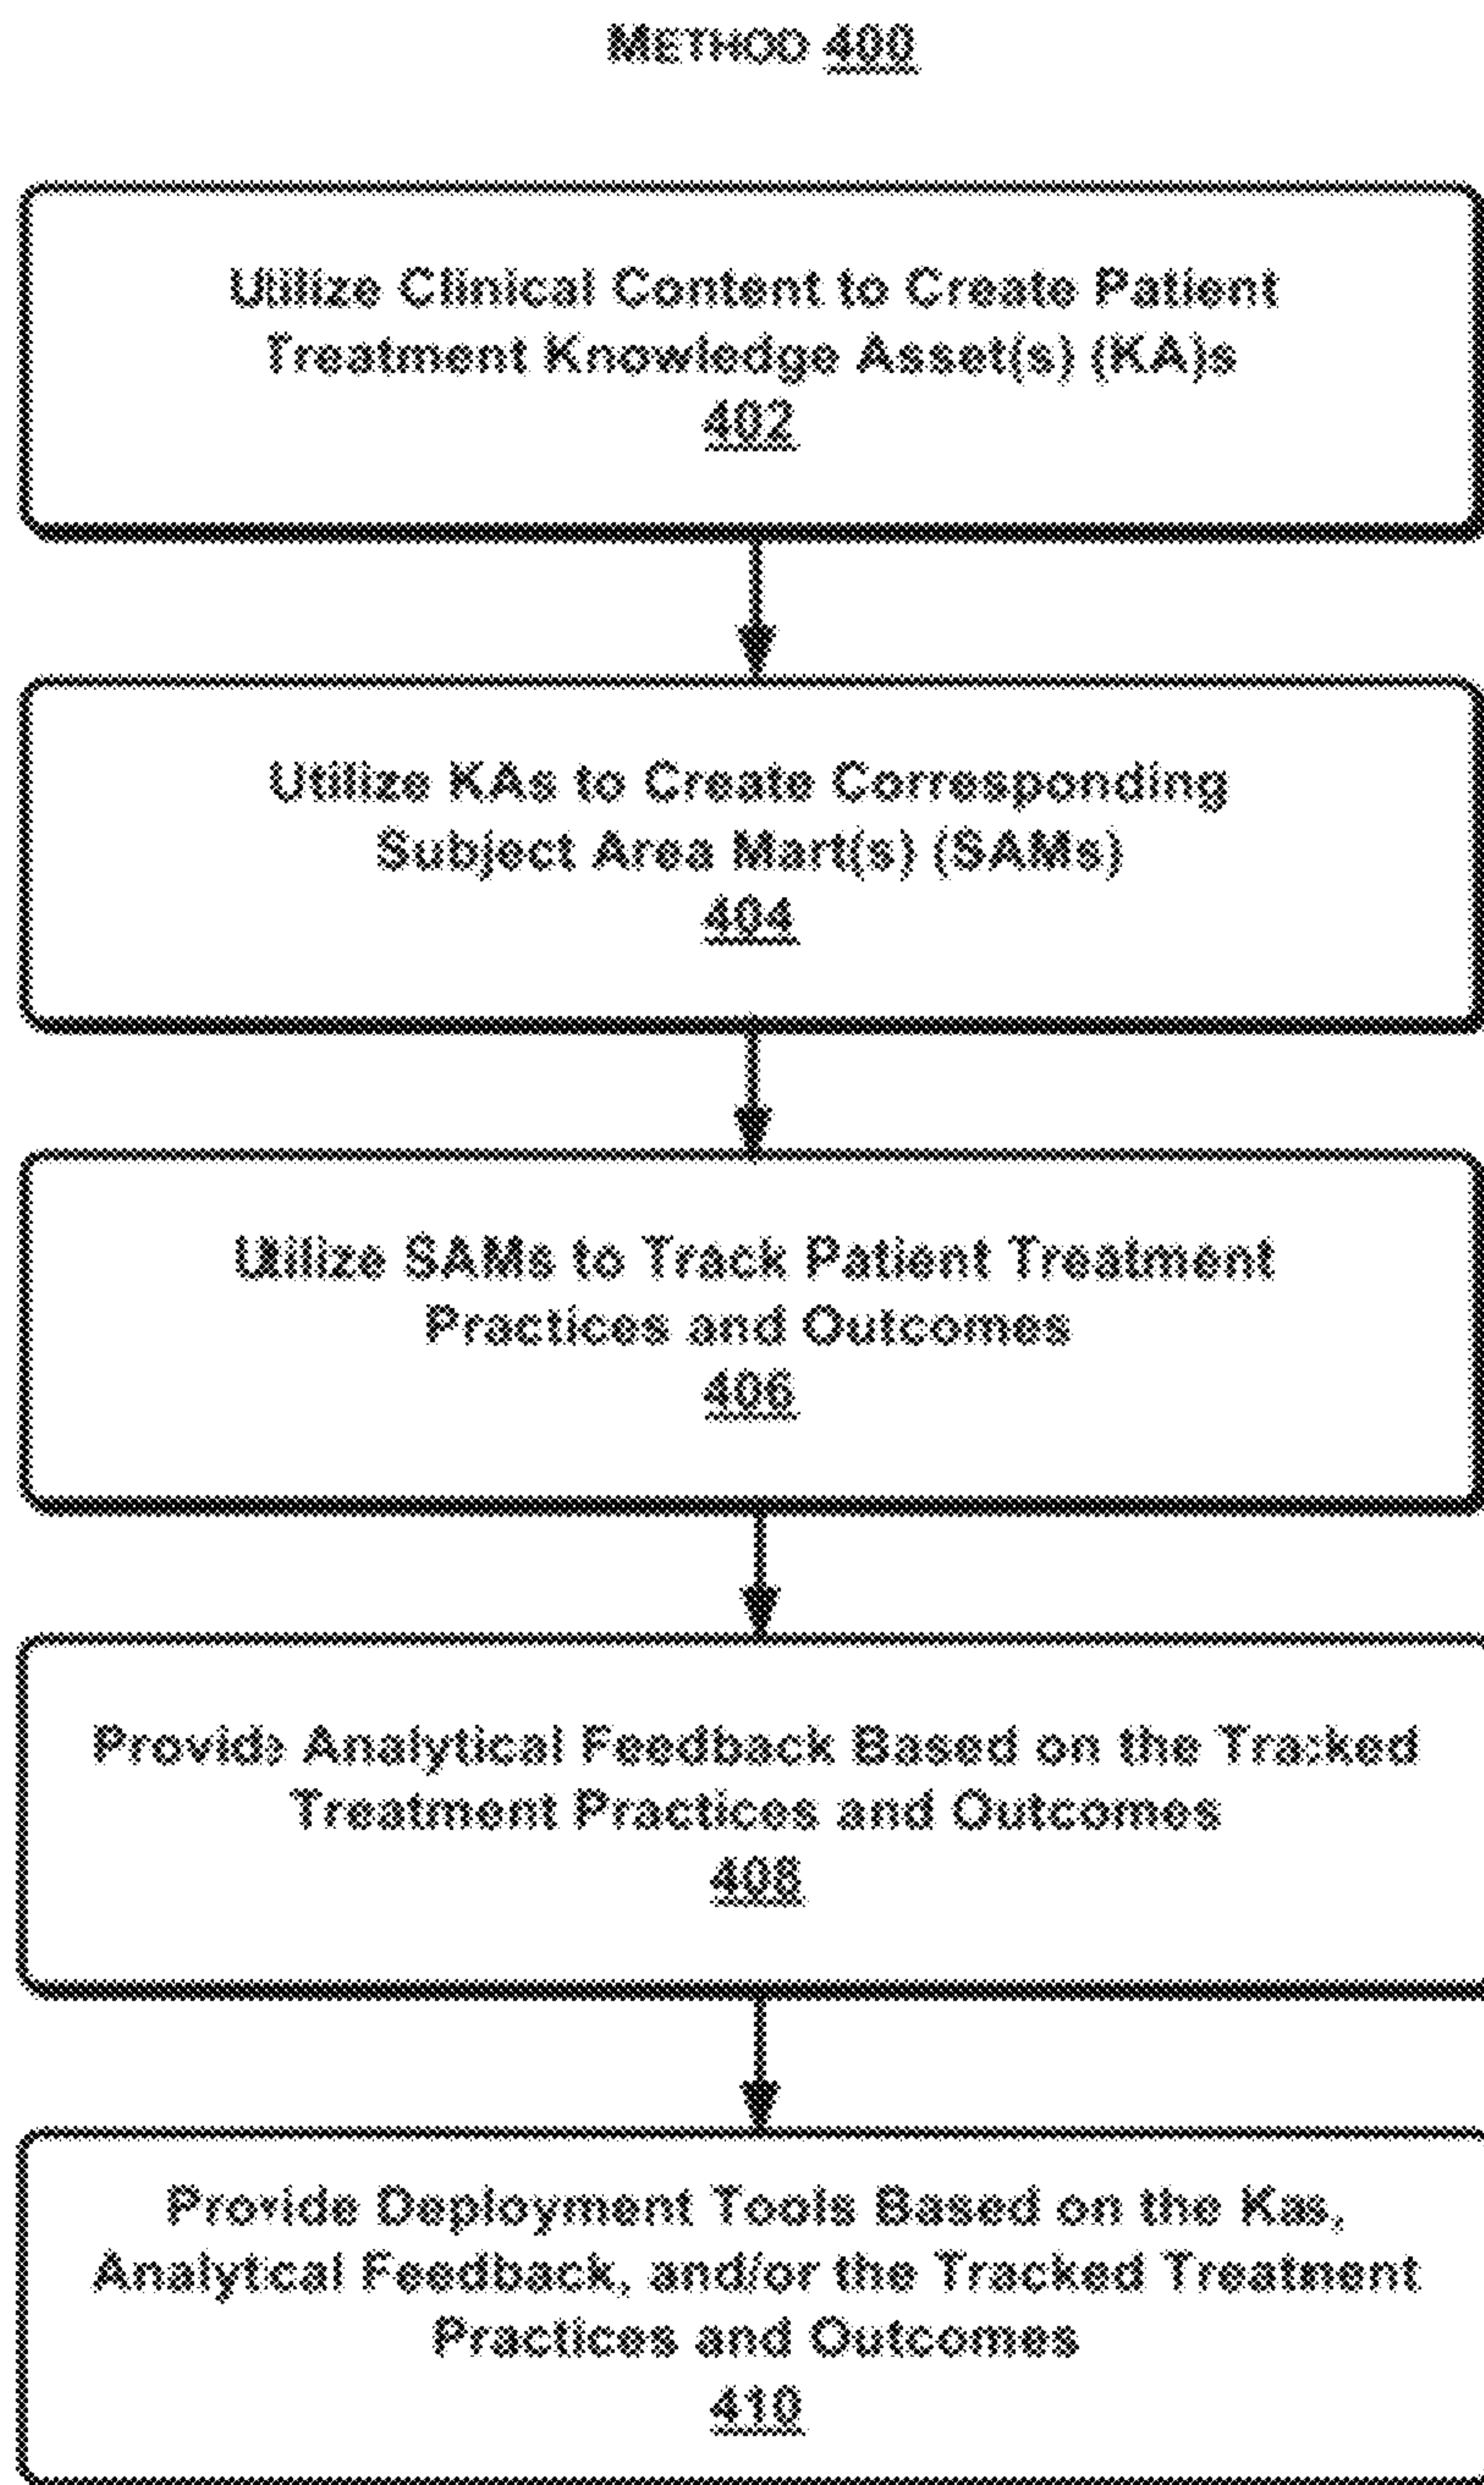 METHOD 400
Utilize Clinical Content to Create Patient
Treatment Knowledge Asset(s) (KA)s
402
Utilize KAs to Create Corresponding
Subject Area Mart(s) (SAMs)
404
Utilize SAMs to Track Patient Treatment
Practices and Outcomes
406
Provide Analytical Feedback Based on the Tracked
Treatment Practices and Outcomes
408
Provide Deployment Tools Based on the Kas,
Analytical Feedback, and/or the Tracked Treatment
Practices and Outcomes
410